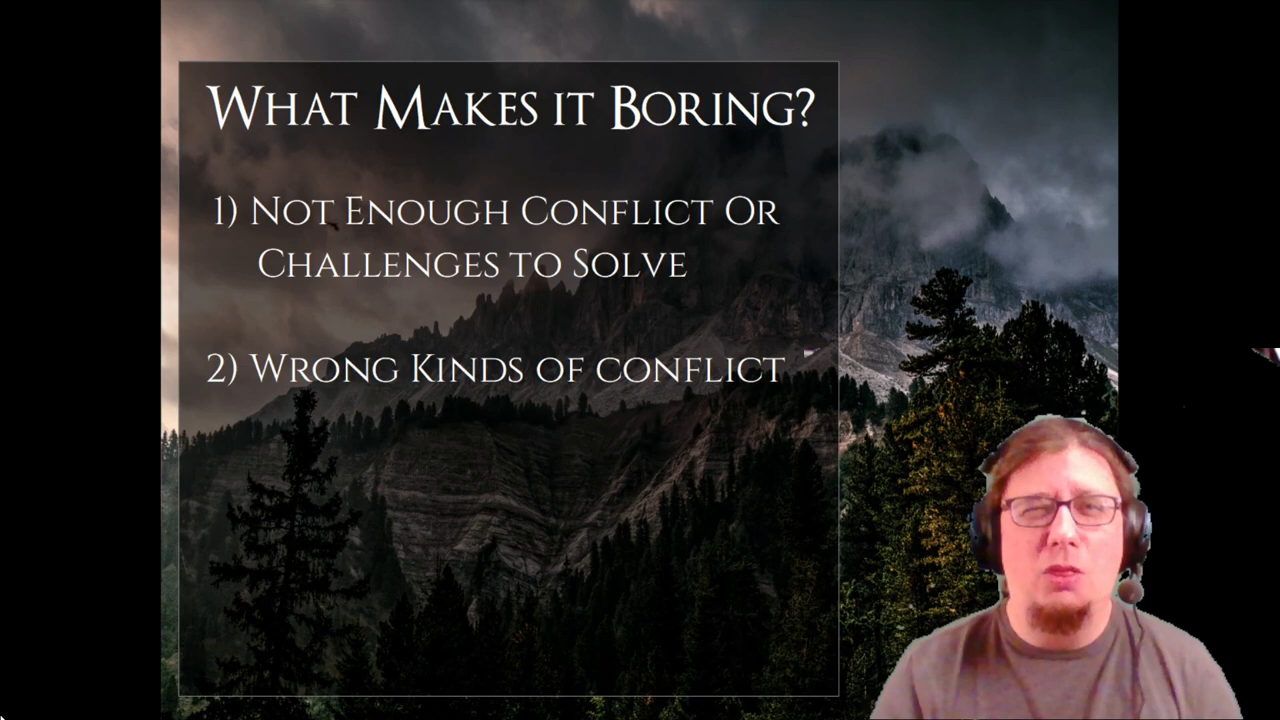 What Makes it Boring?
1) Not Enough Conflict Or
Challenges to Solve
2) Wrong Kinds of conflict